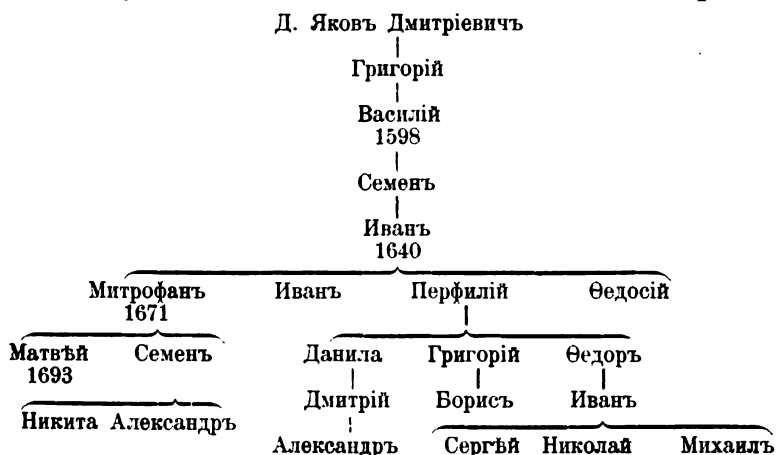 Д. Яковъ Дмитріевичъ
Григорій
Василій
1598
Семенъ
Иванъ
1640
Митрофанъ Иванъ Перфилій Ѳедосій
1671
Матвѣй Семенъ Данила Григорій Ѳедоръ
1693
Дмитрій Борисъ Иванъ
Никита Александръ
Александръ Сергѣй Николай Михаилъ